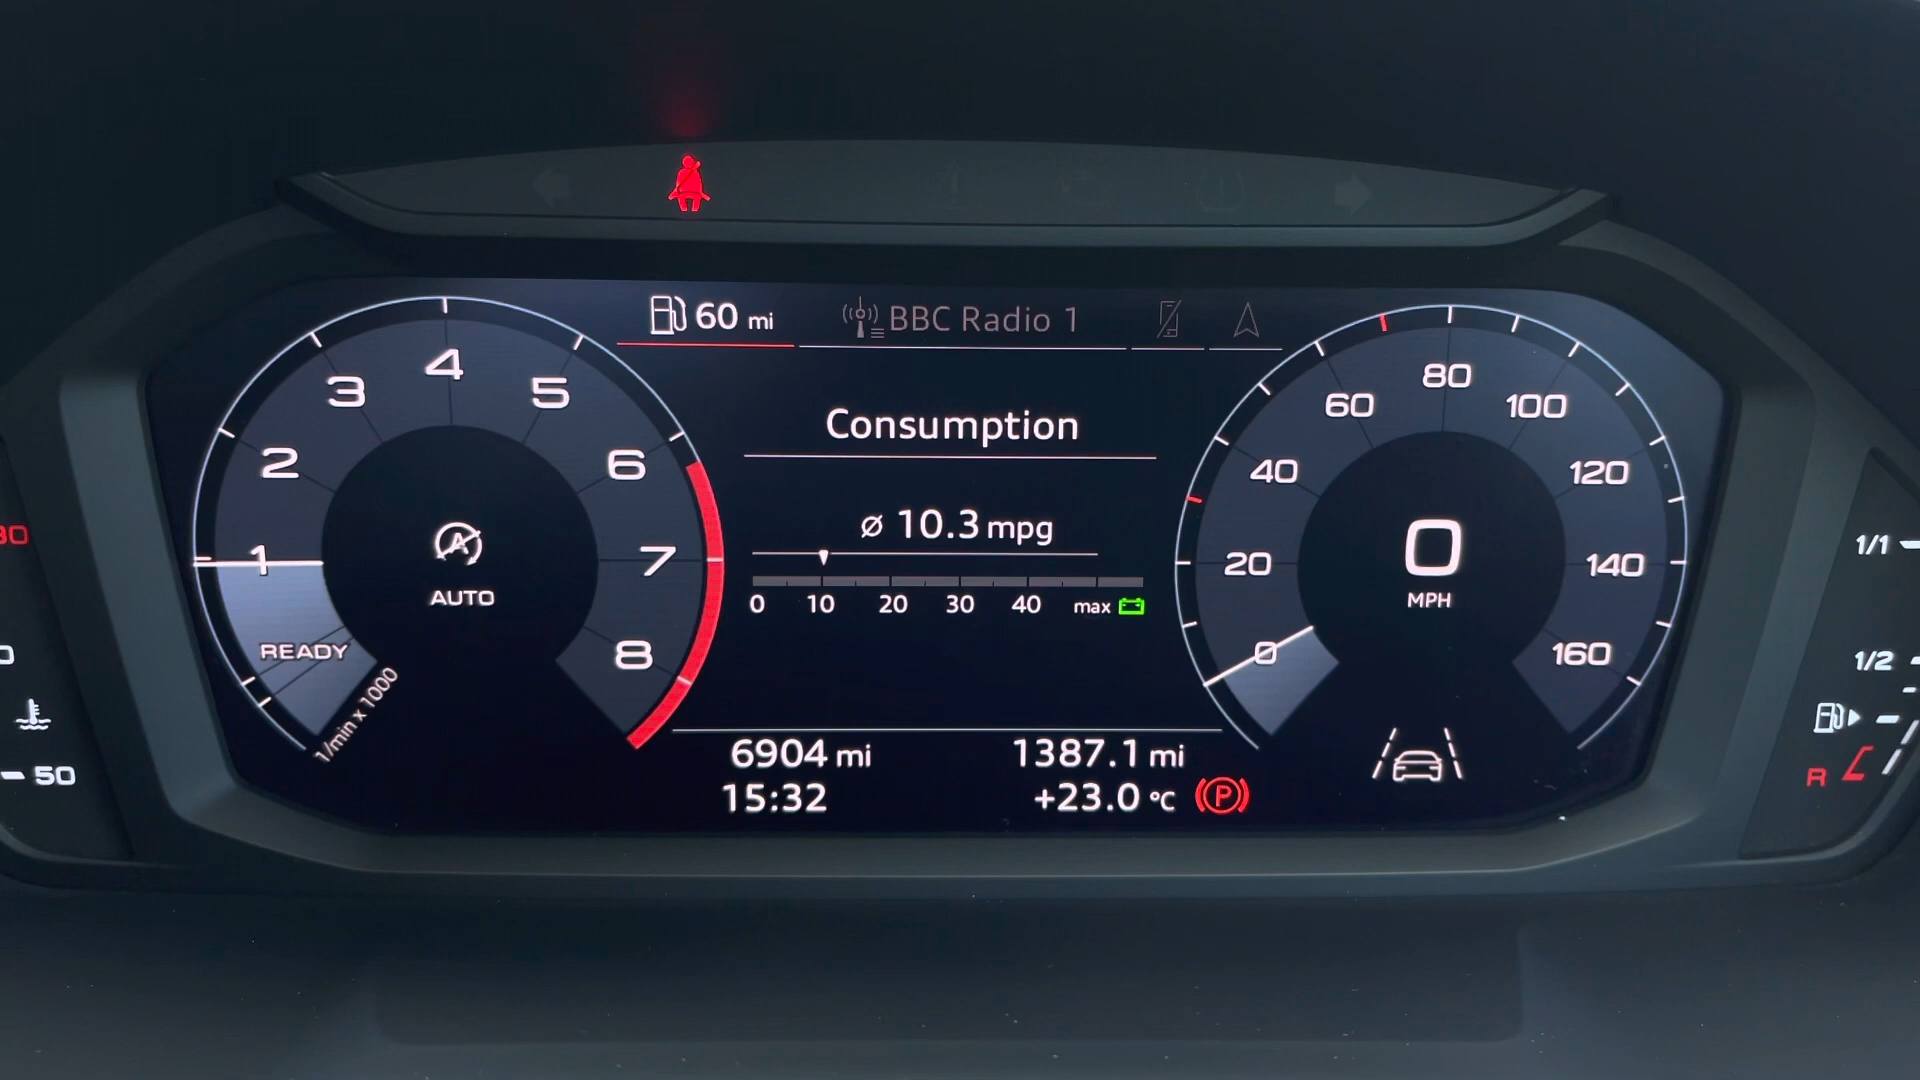 60 mi
BBC Radio 1
Consumption
ø 10.3 mpg
0 10 20 30 40 max
1 2 3 4 5 6 7 8
A
AUTO
READY
1/min x 1000
0 20 40 60 80 100 120 140 160
0
MPH
6904 mi
1387.1 mi
15:32
+23.0 °C
P
50
1/1
1/2
R